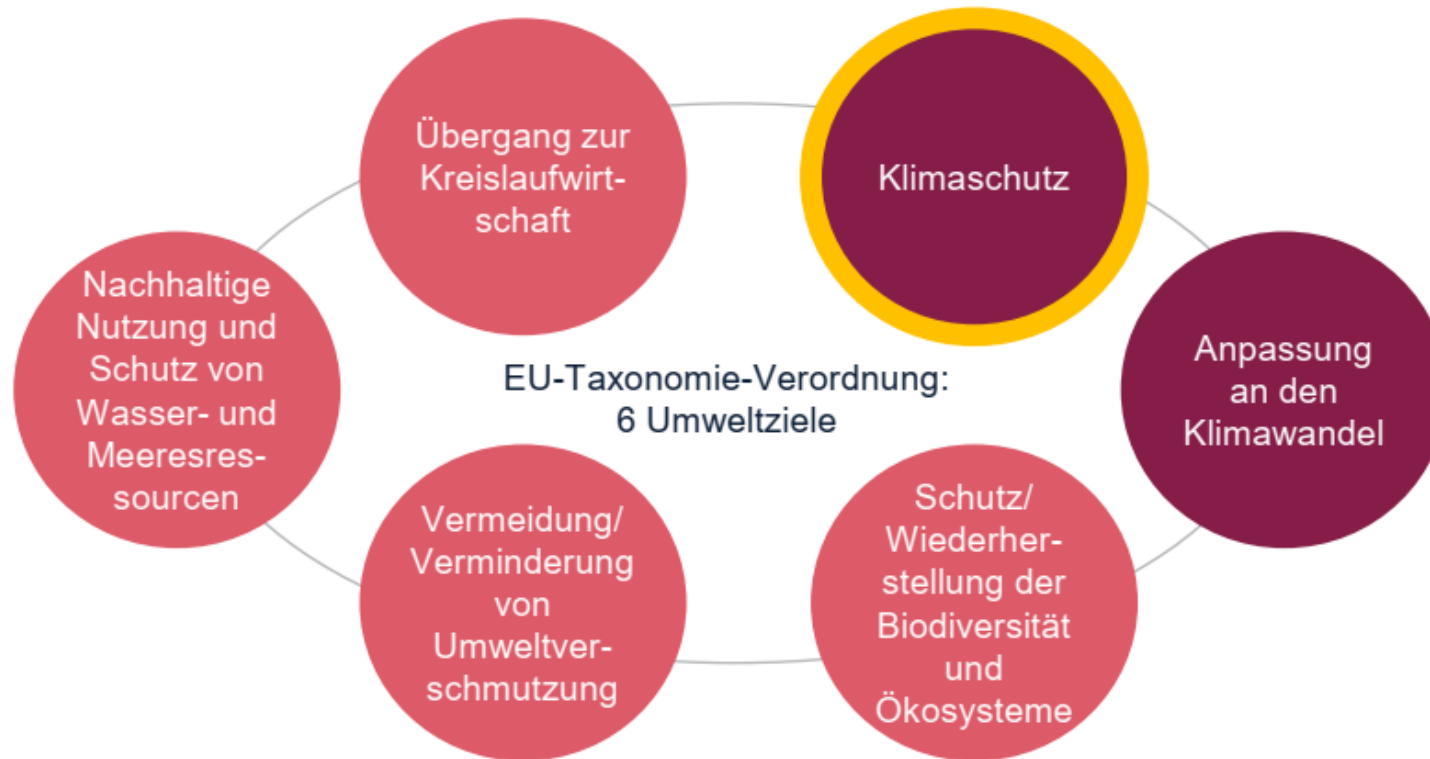 Übergang zur
Kreislaufwirt-
schaft
Klimaschutz
Nachhaltige
Nutzung und
Schutz von
Wasser- und
Meeresres-
sourcen
EU-Taxonomie-Verordnung:
6 Umweltziele
Anpassung
an den
Klimawandel
Vermeidung/
Verminderung
von
Umweltver-
schmutzung
Schutz/
Wiederher-
stellung der
Biodiversität
und
Ökosysteme